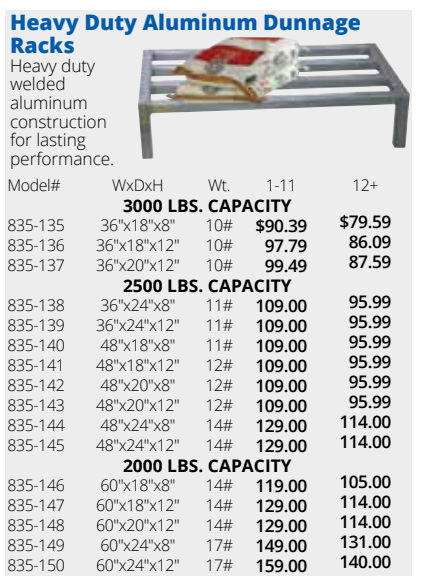 Heavy Duty Aluminum Dunnage
Racks
Heavy duty
welded
aluminum
construction
for lasting
performance.
Model# WxDxH Wt. 1-11 12+
3000 LBS. CAPACITY
835-135 36"x18"x8" 10# $90.39 $79.59
835-136 36"x18"x12" 10# 97.79 86.09
835-137 36"x20"x12" 10# 99.49 87.59
2500 LBS. CAPACITY
835-138 36"x24"x8" 11# 109.00 95.99
835-139 36"x24"x12" 11# 109.00 95.99
835-140 48"x18"x8" 11# 109.00 95.99
835-141 48"x18"x12" 12# 109.00 95.99
835-142 48"x20"x8" 12# 109.00 95.99
835-143 48"x20"x12" 12# 109.00 95.99
835-144 48"x24"x8" 14# 129.00 114.00
835-145 48"x24"x12" 14# 129.00 114.00
2000 LBS. CAPACITY
835-146 60"x18"x8" 14# 119.00 105.00
835-147 60"x18"x12" 14# 129.00 114.00
835-148 60"x20"x12" 14# 129.00 114.00
835-149 60"x24"x8" 17# 149.00 131.00
835-150 60"x24"x12" 17# 159.00 140.00